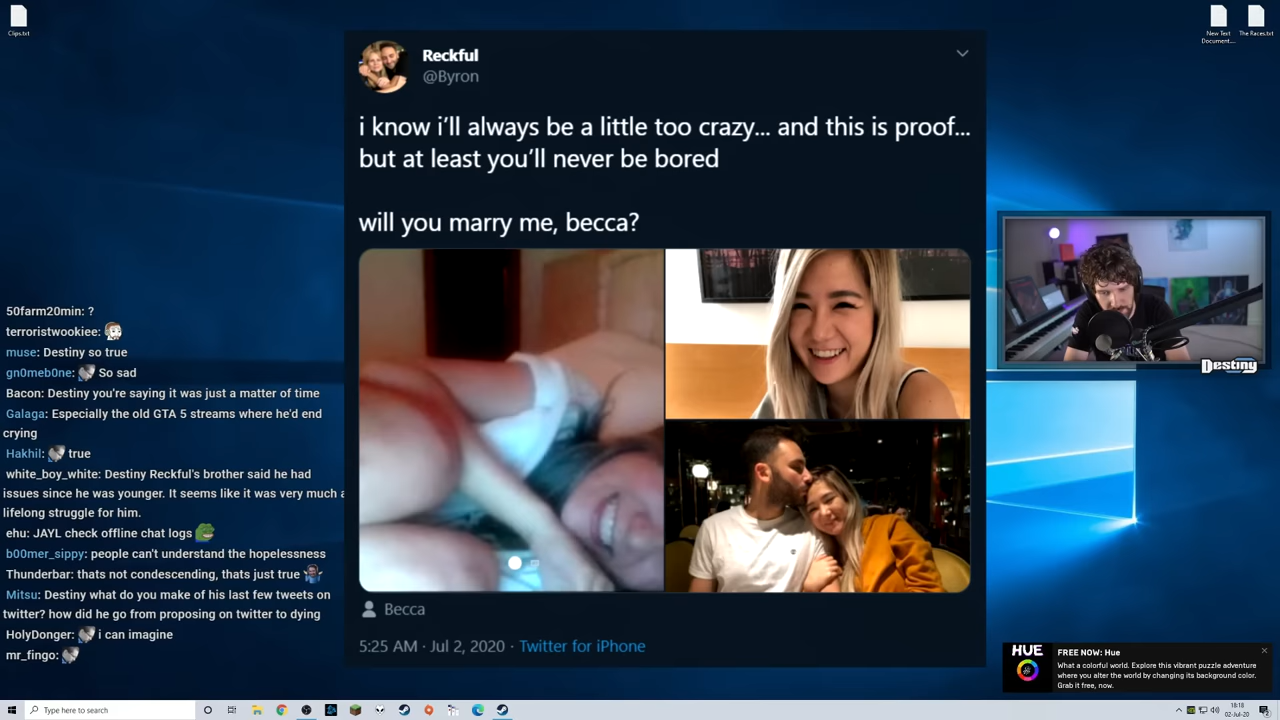 Clips.txt
New Text
Document....
The Races.txt
Reckful
@Byron
i know i'll always be a little too crazy... and this is proof...
but at least you'll never be bored
will you marry me, becca?
Becca
5:25 AM · Jul 2, 2020 · Twitter for iPhone
50farm20min: ?
terroristwookiee:
muse: Destiny so true
gn0meb0ne: So sad
Bacon: Destiny you're saying it was just a matter of time
Galaga: Especially the old GTA 5 streams where he'd end
crying
Hakhil: true
white_boy_white: Destiny Reckful's brother said he had
issues since he was younger. It seems like it was very much a
lifelong struggle for him.
ehu: JAYL check offline chat logs
b00mer_sippy: people can't understand the hopelessness
Thunderbar: thats not condescending, thats just true
Mitsu: Destiny what do you make of his last few tweets on
twitter? how did he go from proposing on twitter to dying
HolyDonger: i can imagine
mr_fingo:
Destiny
HUE
FREE NOW: Hue
What a colorful world. Explore this vibrant puzzle adventure
where you alter the world by changing its background color.
Grab it free, now.
Type here to search
18:18
02-Jul-20